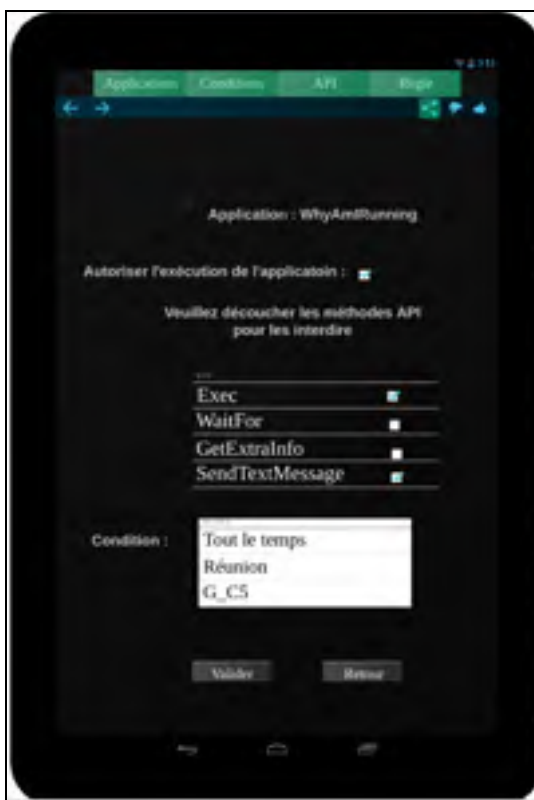 Applications Conditions API Règle
Application : WhyAmIRunning
Autoriser l'exécution de l'applicatoin :
Veuillez découcher les méthodes API
pour les interdire
...
Exec
WaitFor
GetExtraInfo
SendTextMessage
Condition :
Tout le temps
Réunion
G_C5
Valider Retour